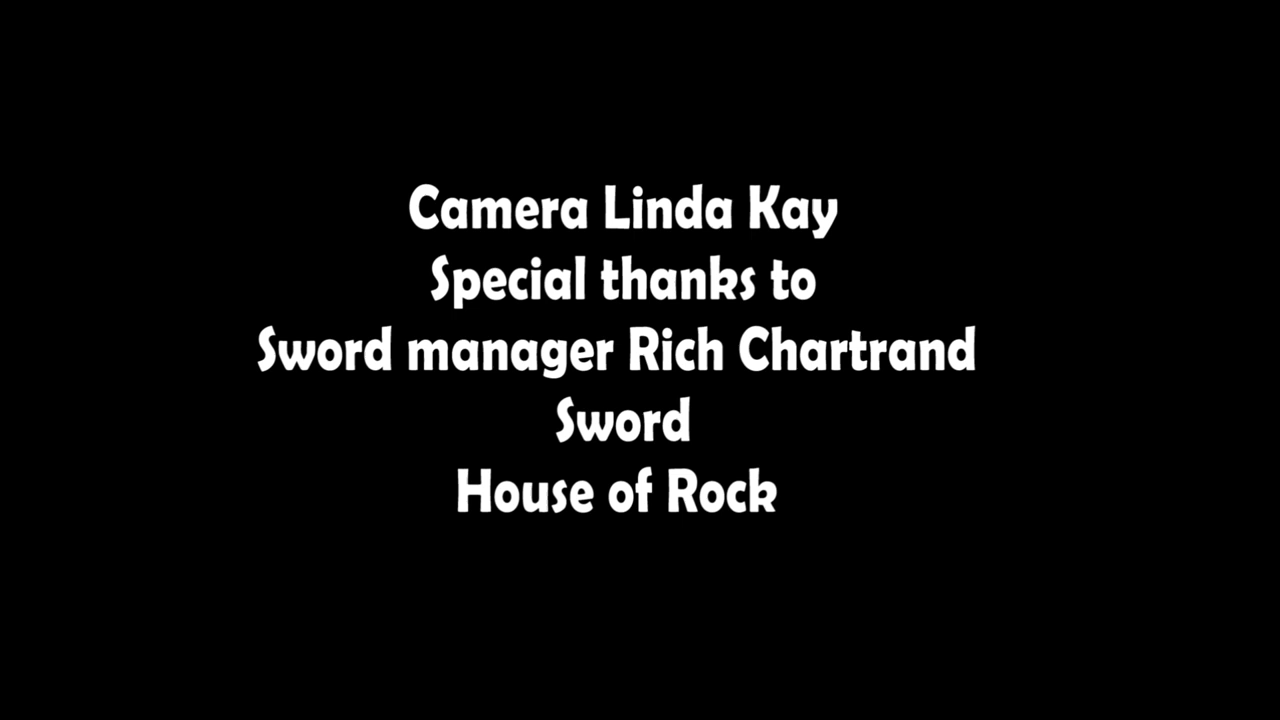 Camera Linda Kay
Special thanks to
Sword manager Rich Chartrand
Sword
House of Rock